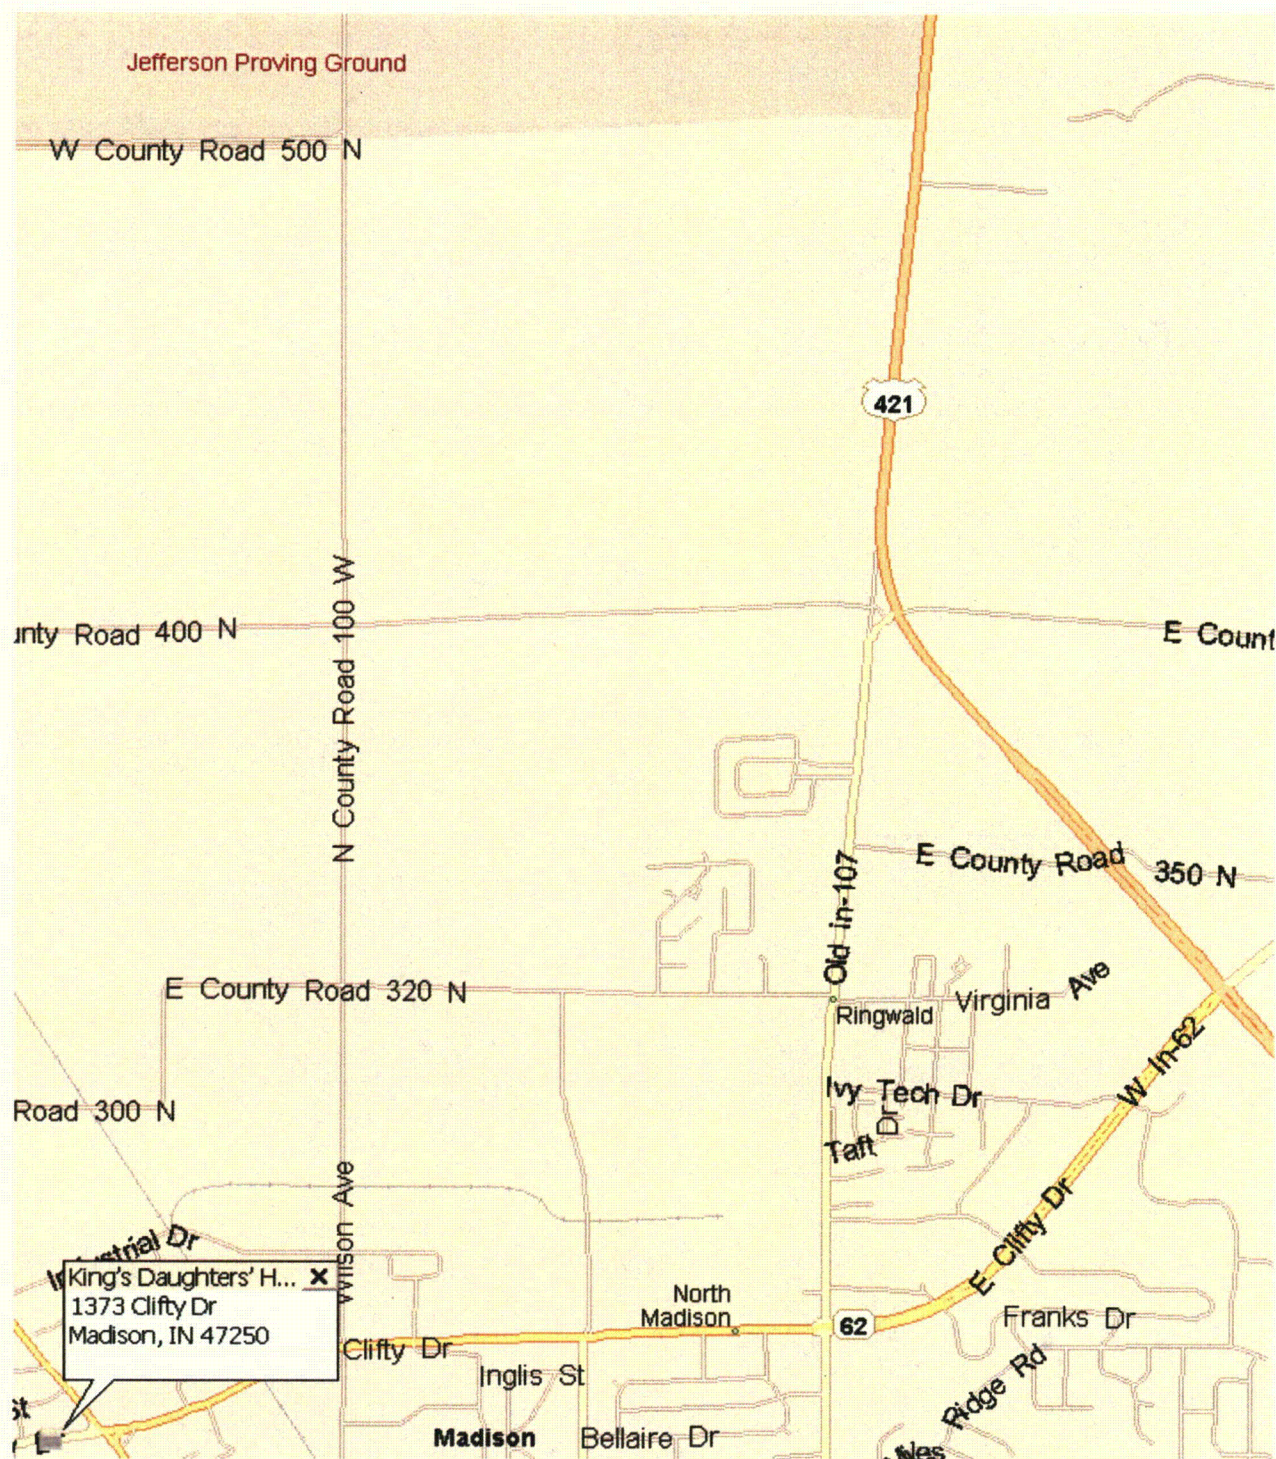 Jefferson Proving Ground
W County Road 500 N
421
N County Road 100 W
unty Road 400 N
E Count
E County Road 350 N
Old in-107
E County Road 320 N
Virginia Ave
Ringwald
W In-62
Ivy Tech Dr
Road 300 N
Dr
Taft
Wilson Ave
E Clifty Dr
Industrial Dr
King's Daughters' H...
1373 Clifty Dr
Madison, IN 47250
North
Madison
62
Franks Dr
Clifty Dr
Inglis St
Ridge Rd
st
Madison
Bellaire Dr